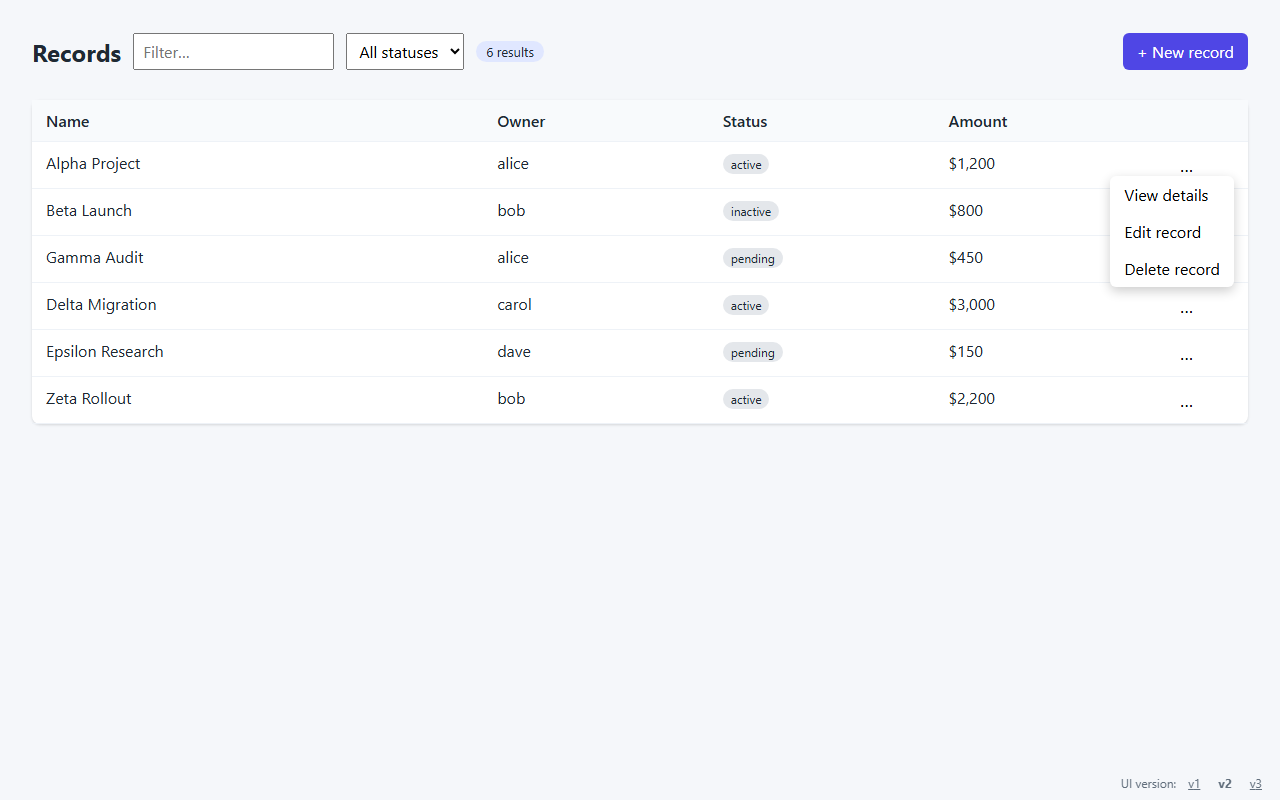 Records Filter... All statuses 6 results + New record
Name Owner Status Amount
Alpha Project alice active $1,200 ...
View details
Beta Launch bob inactive $800
Edit record
Gamma Audit alice pending $450
Delete record
Delta Migration carol active $3,000 ...
Epsilon Research dave pending $150 ...
Zeta Rollout bob active $2,200 ...
UI version: v1 v2 v3